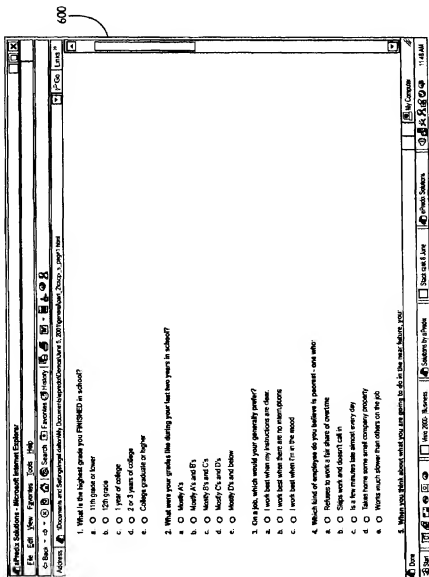 600
ePredix Solutions - Microsoft Internet Explorer
File Edit View Favorites Tools Help
Back Search Favorites History
Address Go Links »
1. What is the highest grade you FINISHED in school?
a. 11th grade or lower
b. 12th grade
c. 1 year of college
d. 2 or 3 years of college
e. College graduate or higher
2. What were your grades like during your last two years in school?
a. Mostly A's
b. Mostly A's and B's
c. Mostly B's and C's
d. Mostly C's and D's
e. Mostly D's and below
3. On a job, which would your generally prefer?
a. I work best when my instructions are clear.
b. I work best when there are no interruptions
c. I work best when I'm in the mood
4. Which kind of employee do you believe is poorest - one who:
a. Refuses to work a fair share of overtime
b. Skips work and doesn't call in
c. Is a few minutes late almost every day
d. Takes home some small company property
e. Works much slower than others on the job
5. When you think about what you are going to do in the near future, your
Done My Computer
Start ePredix Solutions 11:48 AM